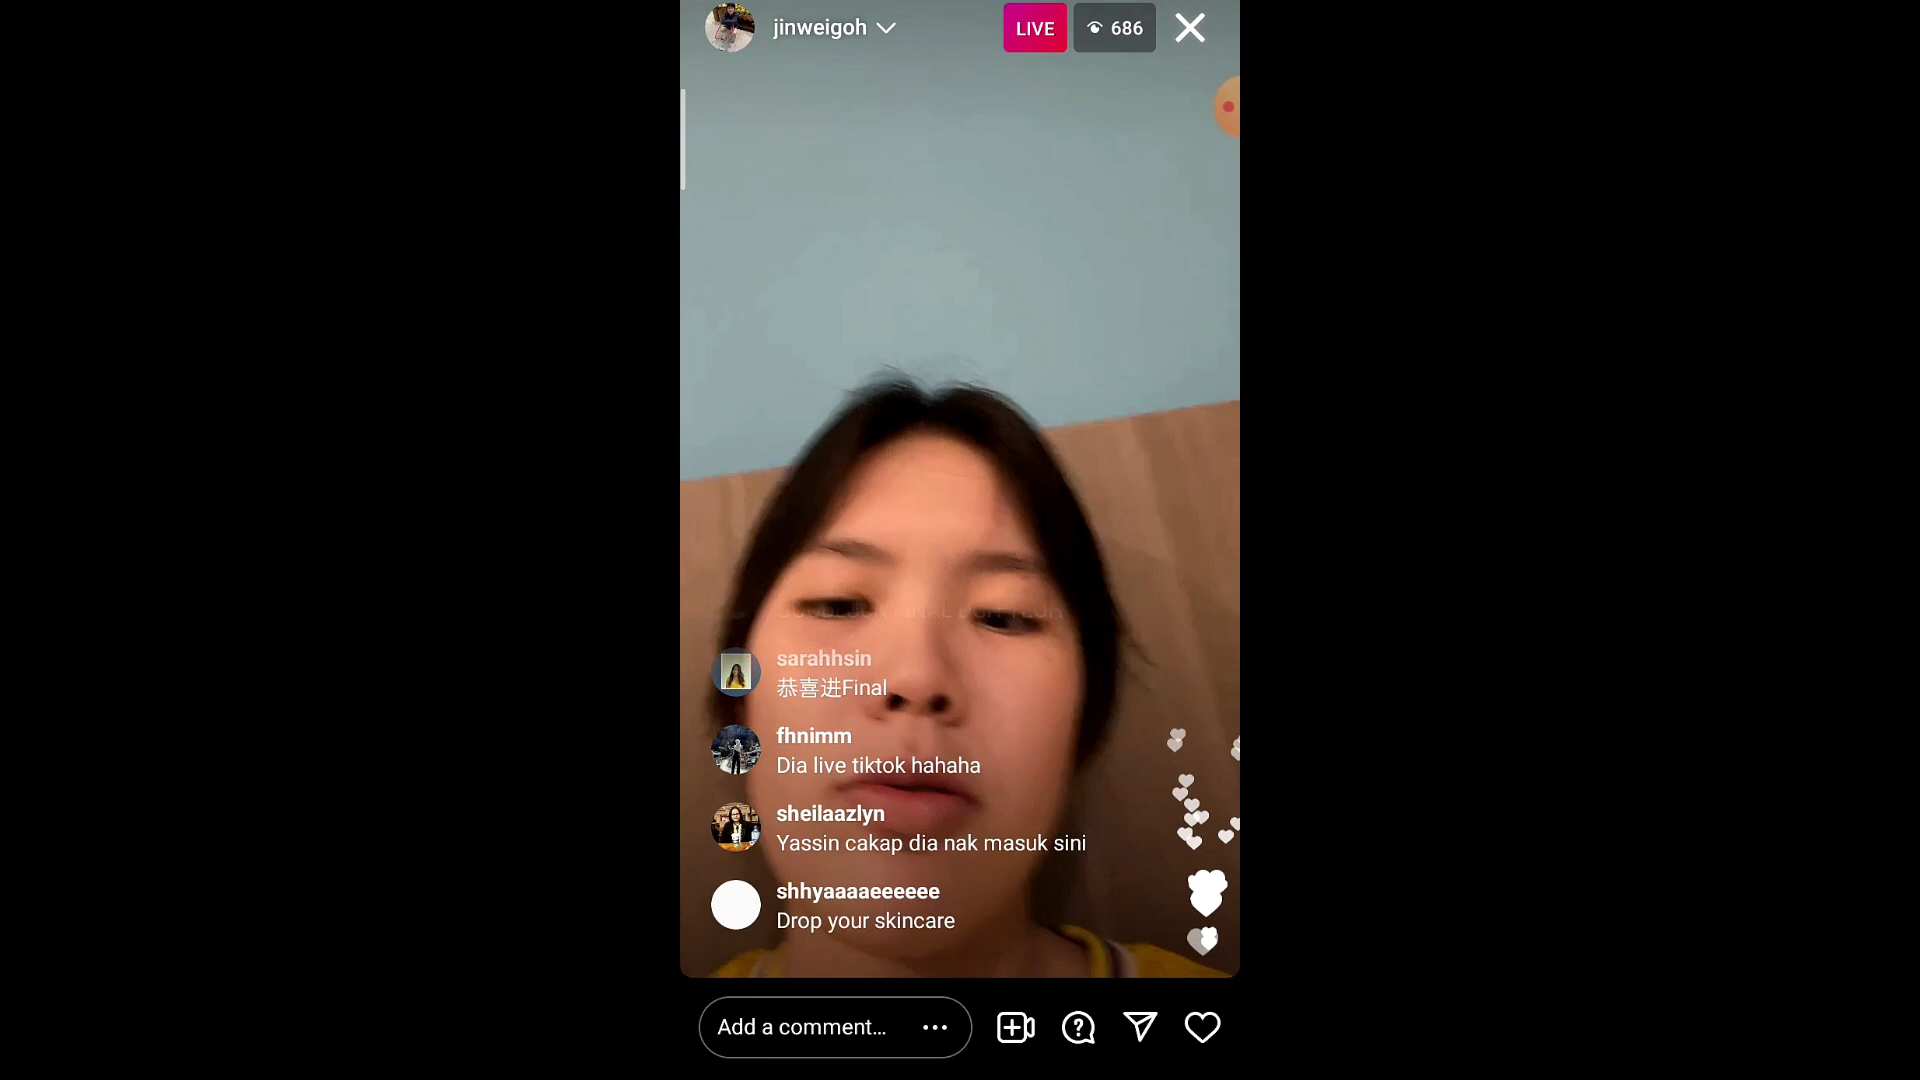 jinweigoh
LIVE
686
sarahhsin
恭喜进Final
fhnimm
Dia live tiktok hahaha
sheilaazlyn
Yassin cakap dia nak masuk sini
shhyaaaaeeeeee
Drop your skincare
Add a comment...